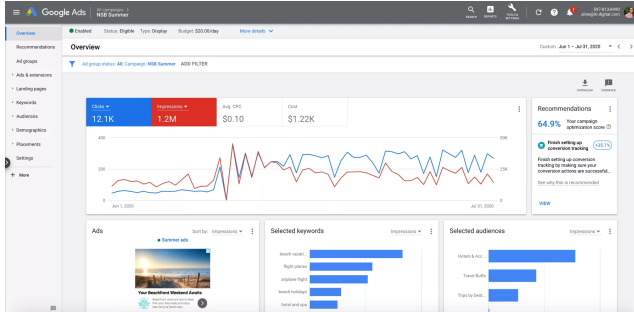 Google Ads
All campaigns >
NSB Summer
SEARCH
REPORTS
TOOLS &
SETTINGS
597-813-6490
Overview
Recommendations
Ad groups
Ads & extensions
Landing pages
Keywords
Audiences
Demographics
Placements
Settings
+ More
Enabled Status: Eligible Type: Display Budget: $20.00/day More details
Overview
Custom Jun 1 – Jul 31, 2020
Ad group status: All; Campaign: NSB Summer ADD FILTER
DOWNLOAD
FEEDBACK
Clicks
12.1K
Impressions
1.2M
Avg. CPC
$0.10
Cost
$1.22K
400
200
0
50K
25K
0
Jun 1, 2020
Jul 31, 2020
Recommendations
64.9%
Your campaign
optimization score
Finish setting up
conversion tracking
+35.1%
Finish setting up conversion
tracking by making sure your
conversion actions are successful...
See why this is recommended
VIEW
Ads
Sort by: Impressions
Summer ads
Your Beachfront Weekend Awaits
Selected keywords
Impressions
beach vacati...
flight places
airplane flight
beach holidays
hotel and spa
Selected audiences
Impressions
Hotels & Acc...
Travel Buffs
Trips by Dest...